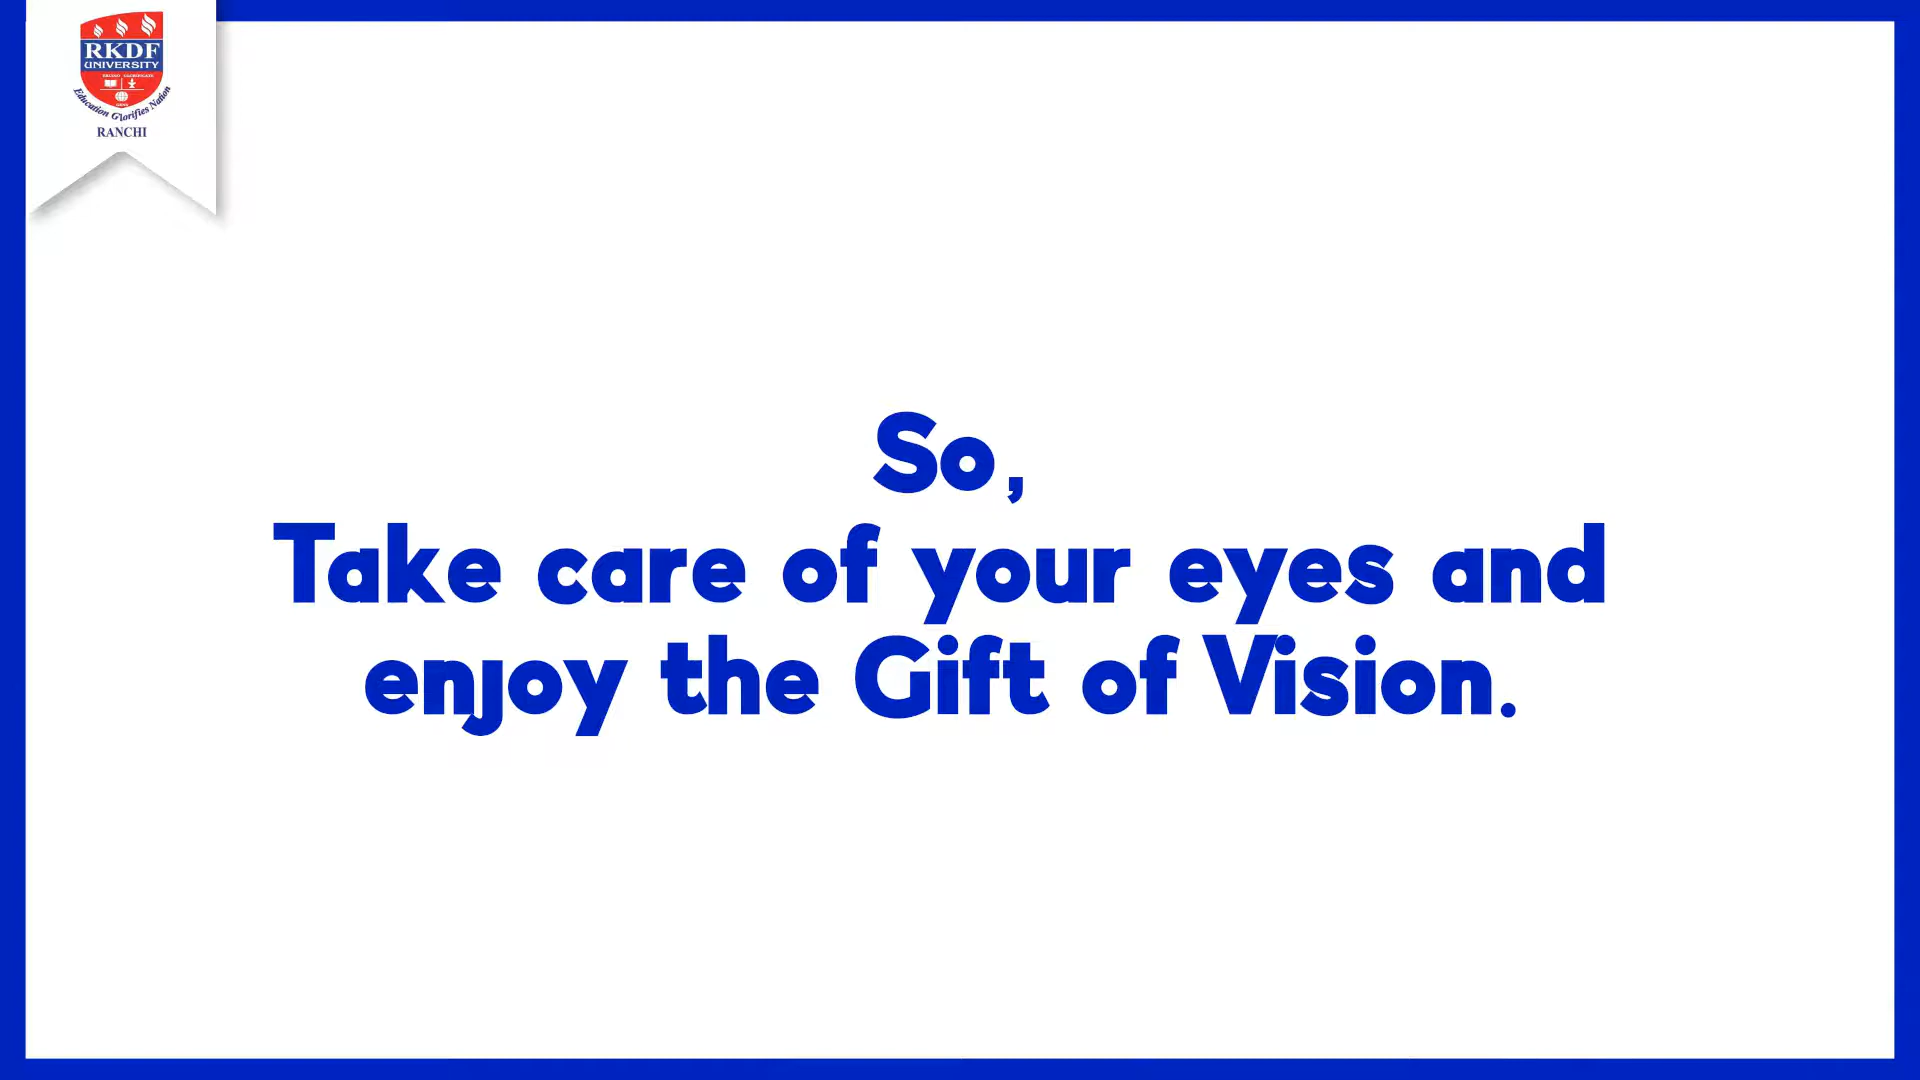 RKDF
UNIVERSITY
Education Glorifies Nation
RANCHI
So,
Take care of your eyes and
enjoy the Gift of Vision.